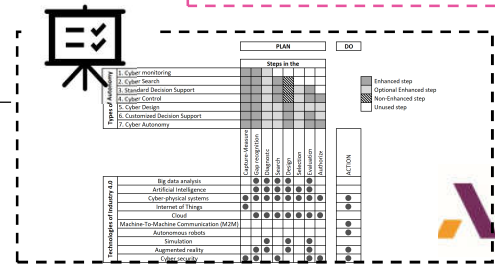 PLAN
DO
Steps in the
Types of Autonomy
1. Cyber monitoring
2. Cyber Search
3. Standard Decision Support
4. Cyber Control
5. Cyber Design
6. Customized Decision Support
7. Cyber Autonomy
Enhanced step
Optional Enhanced step
Non-Enhanced step
Unused step
Capture-Measure
Gap recognition
Diagnostic
Search
Design
Selection
Evaluation
Authorize
ACTION
Technologies of Industry 4.0
Big data analysis
Artificial Intelligence
Cyber-physical systems
Internet of Things
Cloud
Machine-To-Machine Communication (M2M)
Autonomous robots
Simulation
Augmented reality
Cyber security